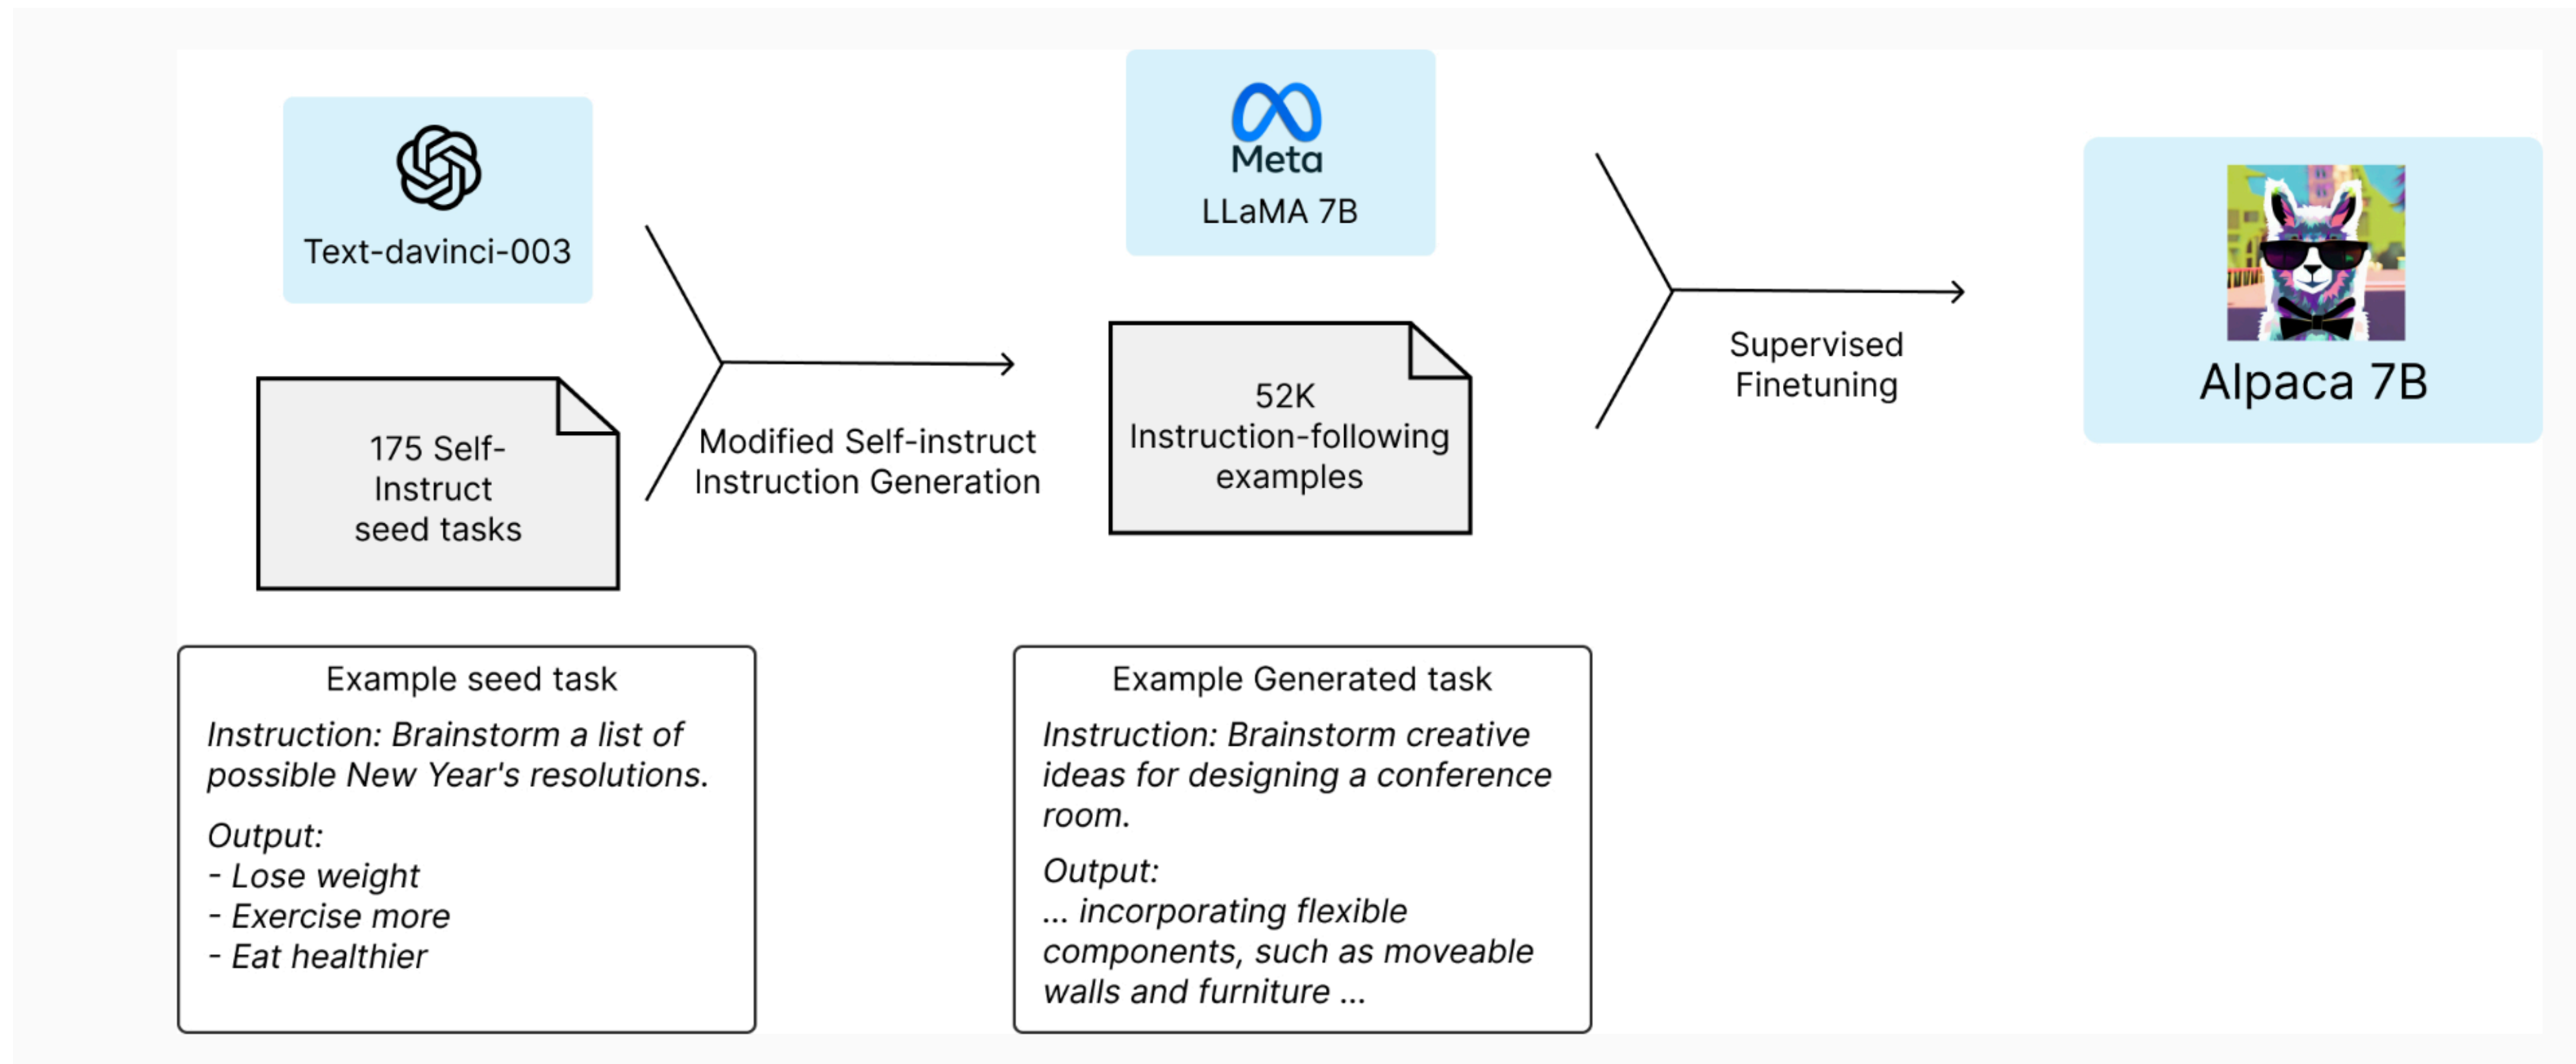 Text-davinci-003
175 Self-
Instruct
seed tasks
Modified Self-instruct
Instruction Generation
Meta
LLaMA 7B
52K
Instruction-following
examples
Supervised
Finetuning
Alpaca 7B
Example seed task
Instruction: Brainstorm a list of
possible New Year's resolutions.
Output:
- Lose weight
- Exercise more
- Eat healthier
Example Generated task
Instruction: Brainstorm creative
ideas for designing a conference
room.
Output:
... incorporating flexible
components, such as moveable
walls and furniture ...